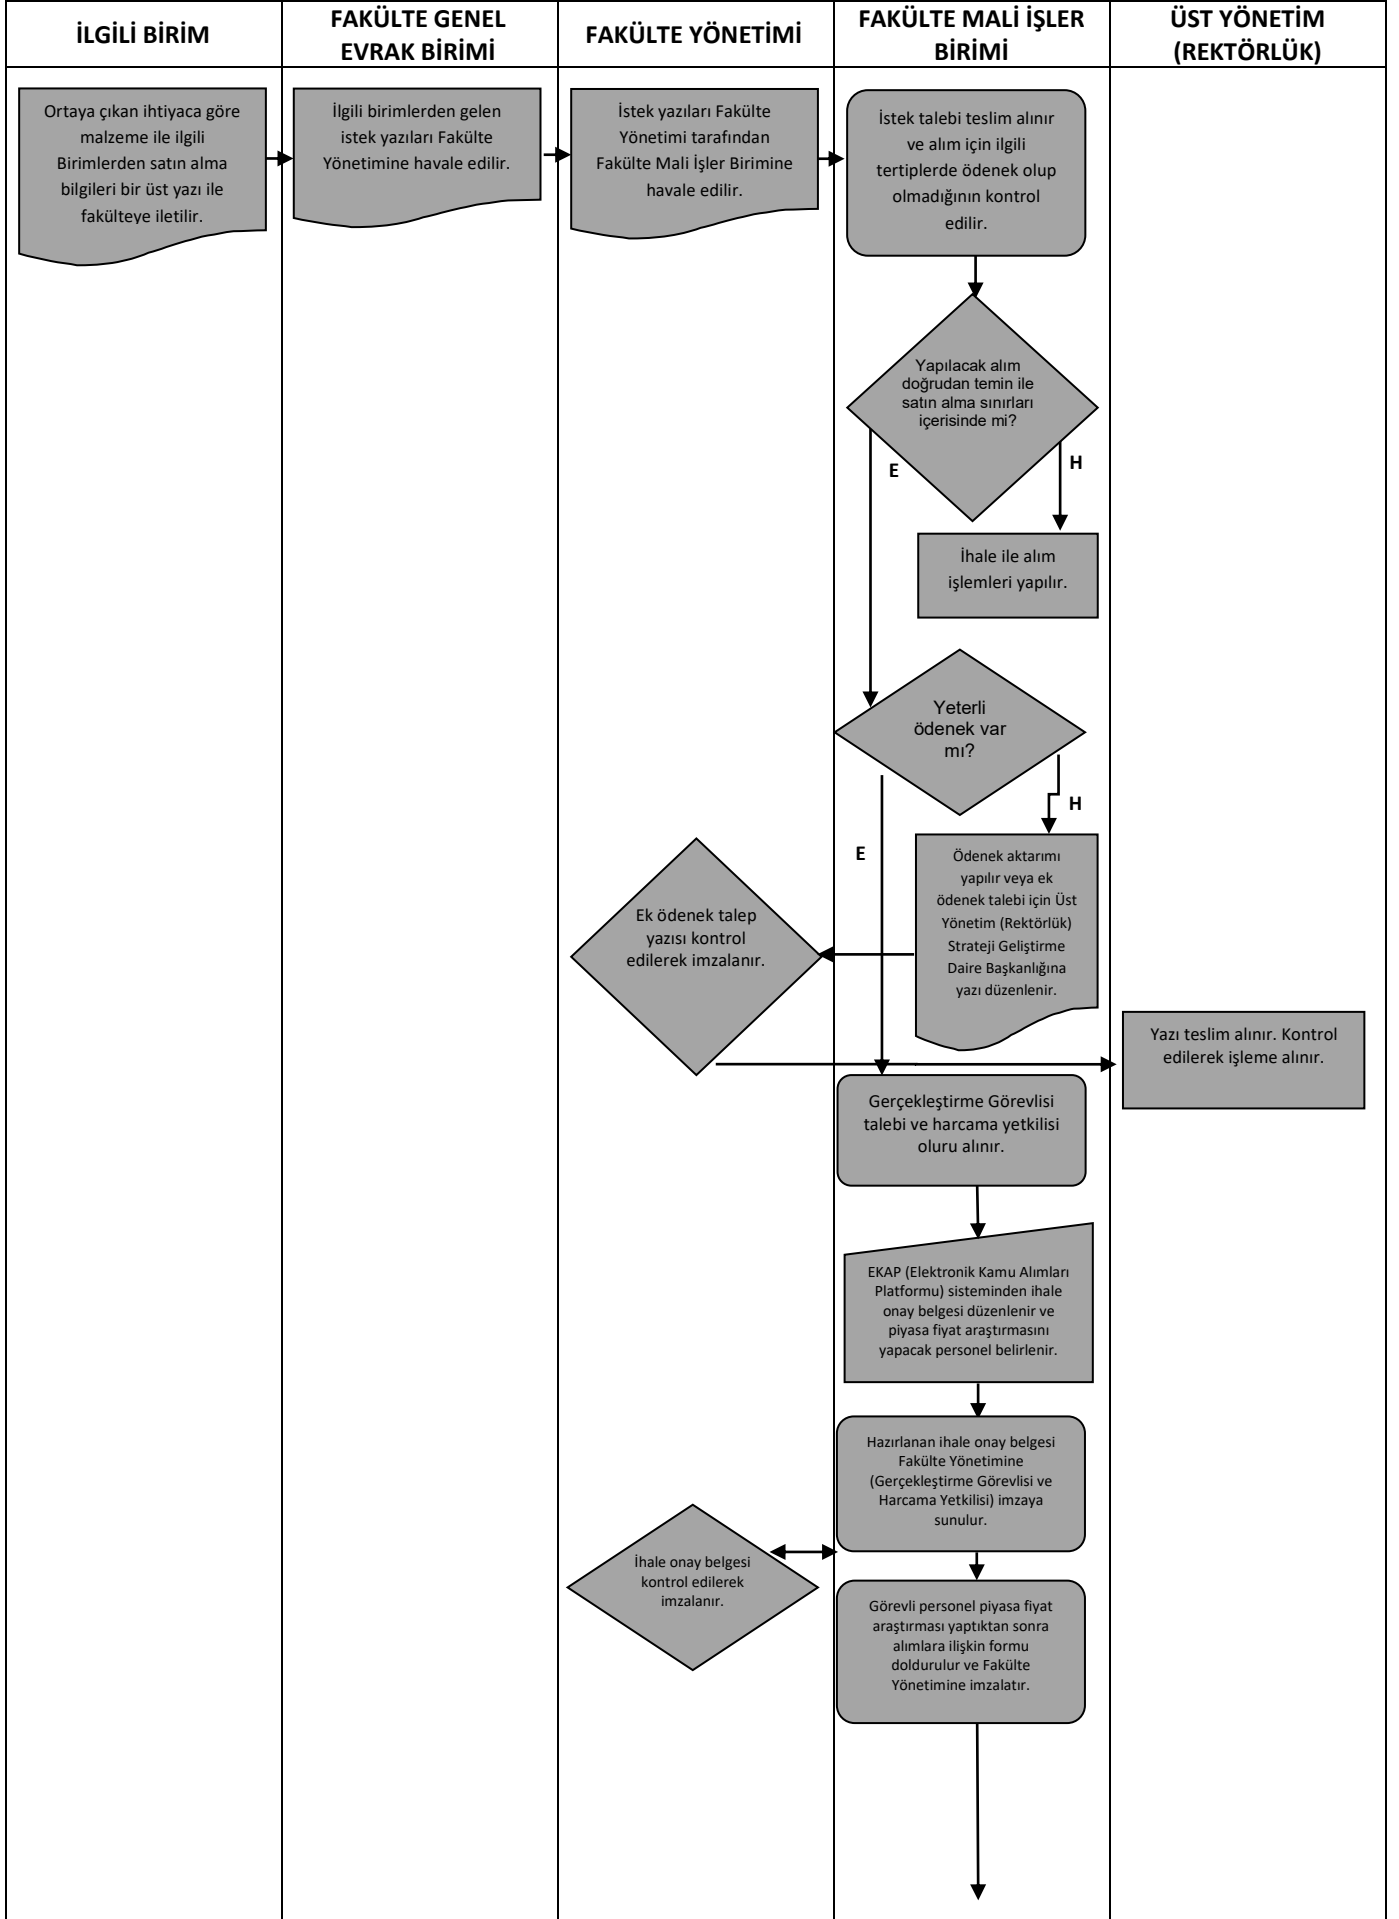 İLGİLİ BİRİM
FAKÜLTE GENEL
EVRAK BİRİMİ
FAKÜLTE YÖNETİMİ
FAKÜLTE MALİ İŞLER
BİRİMİ
ÜST YÖNETİM
(REKTÖRLÜK)
Ortaya çıkan ihtiyaca göre
malzeme ile ilgili
Birimlerden satın alma
bilgileri bir üst yazı ile
fakülteye iletilir.
İlgili birimlerden gelen
istek yazıları Fakülte
Yönetimine havale edilir.
İstek yazıları Fakülte
Yönetimi tarafından
Fakülte Mali İşler Birimine
havale edilir.
İstek talebi teslim alınır
ve alım için ilgili
tertiplerde ödenek olup
olmadığının kontrol
edilir.
Yapılacak alım
doğrudan temin ile
satın alma sınırları
içerisinde mi?
E
H
İhale ile alım
işlemleri yapılır.
Yeterli
ödenek var
mı?
H
E
Ödenek aktarımı
yapılır veya ek
ödenek talebi için Üst
Yönetim (Rektörlük)
Strateji Geliştirme
Daire Başkanlığına
yazı düzenlenir.
Ek ödenek talep
yazısı kontrol
edilerek imzalanır.
Yazı teslim alınır. Kontrol
edilerek işleme alınır.
Gerçekleştirme Görevlisi
talebi ve harcama yetkilisi
oluru alınır.
EKAP (Elektronik Kamu Alımları
Platformu) sisteminden ihale
onay belgesi düzenlenir ve
piyasa fiyat araştırmasını
yapacak personel belirlenir.
Hazırlanan ihale onay belgesi
Fakülte Yönetimine
(Gerçekleştirme Görevlisi ve
Harcama Yetkilisi) imzaya
sunulur.
İhale onay belgesi
kontrol edilerek
imzalanır.
Görevli personel piyasa fiyat
araştırması yaptıktan sonra
alımlara ilişkin formu
doldurulur ve Fakülte
Yönetimine imzalatır.